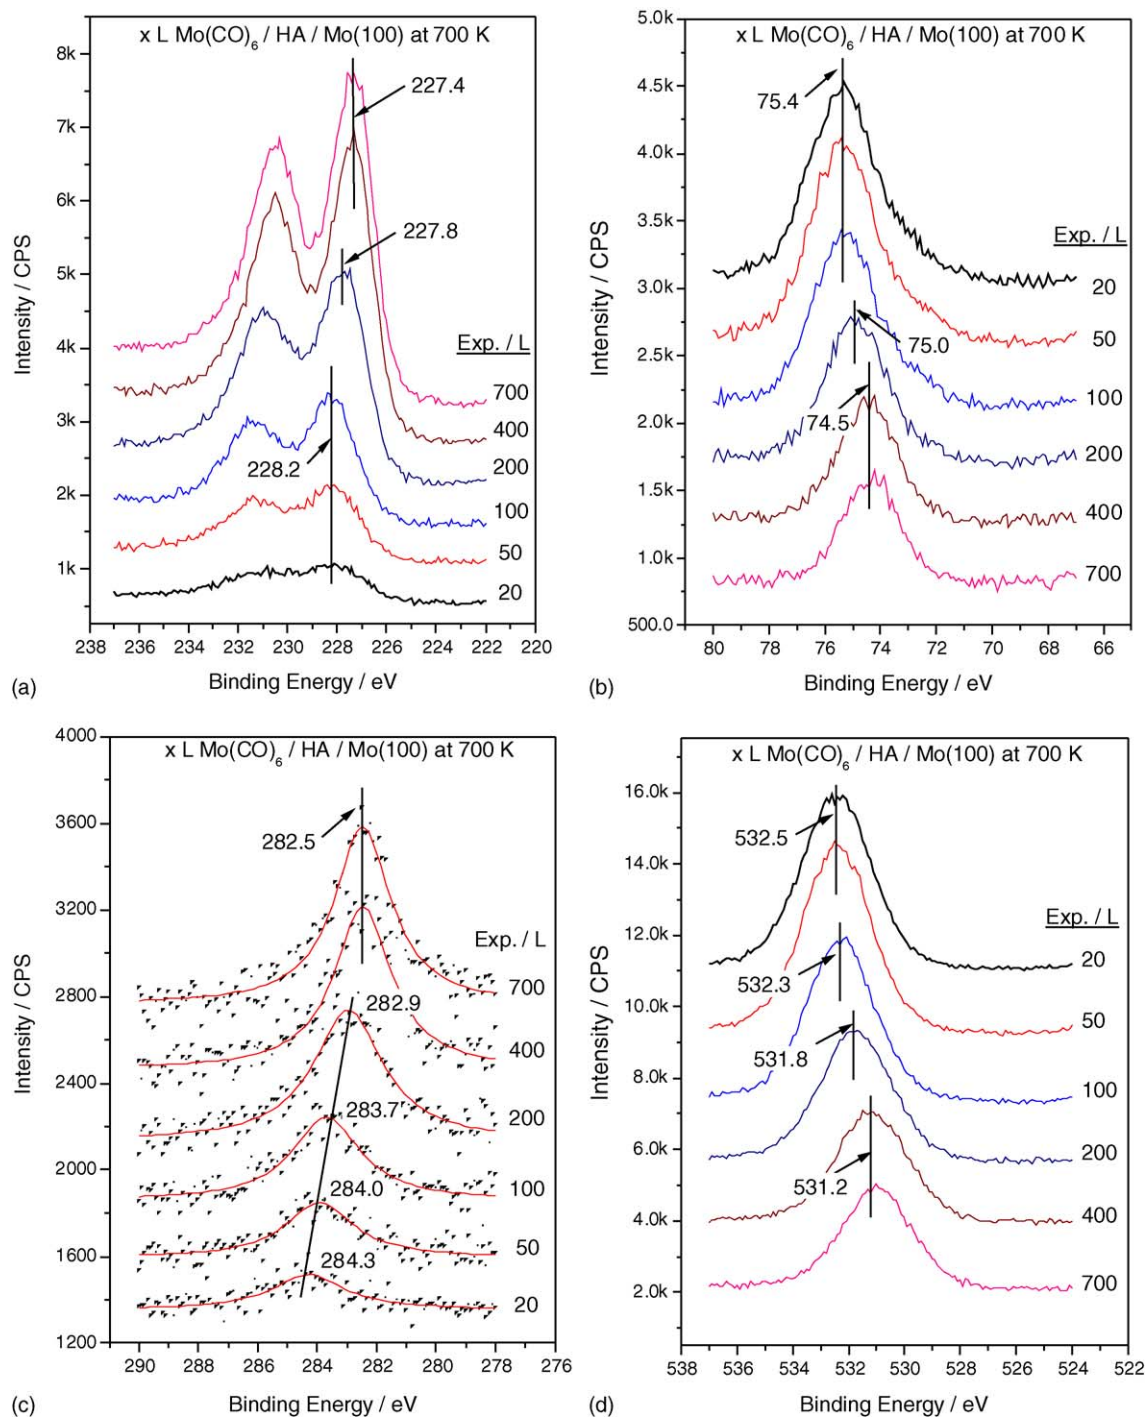 x L Mo(CO)6 / HA / Mo(100) at 700 K
8k
7k
6k
5k
4k
3k
2k
1k
Intensity / CPS
227.4
227.8
228.2
Exp. / L
700
400
200
100
50
20
238 236 234 232 230 228 226 224 222 220
Binding Energy / eV
(a)
x L Mo(CO)6 / HA / Mo(100) at 700 K
5.0k
4.5k
4.0k
3.5k
3.0k
2.5k
2.0k
1.5k
1.0k
500.0
Intensity / CPS
75.4
75.0
74.5
Exp. / L
20
50
100
200
400
700
80 78 76 74 72 70 68 66
Binding Energy / eV
(b)
x L Mo(CO)6 / HA / Mo(100) at 700 K
4000
3600
3200
2800
2400
2000
1600
1200
Intensity / CPS
282.5
282.9
283.7
284.0
284.3
Exp. / L
700
400
200
100
50
20
290 288 286 284 282 280 278 276
Binding Energy / eV
(c)
x L Mo(CO)6 / HA / Mo(100) at 700 K
16.0k
14.0k
12.0k
10.0k
8.0k
6.0k
4.0k
2.0k
Intensity / CPS
532.5
532.3
531.8
531.2
Exp. / L
20
50
100
200
400
700
538 536 534 532 530 528 526 524 522
Binding Energy / eV
(d)